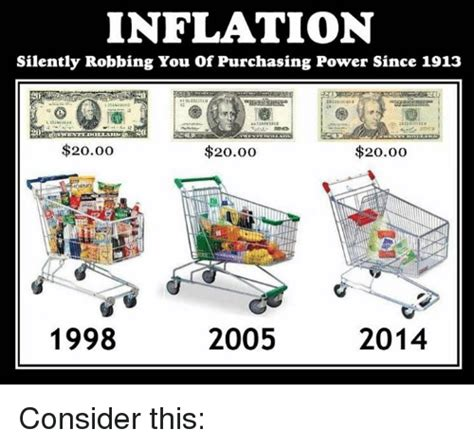 INFLATION
Silently Robbing You Of Purchasing Power Since 1913
$20.00 $20.00 $20.00
1998 2005 2014
Consider this: